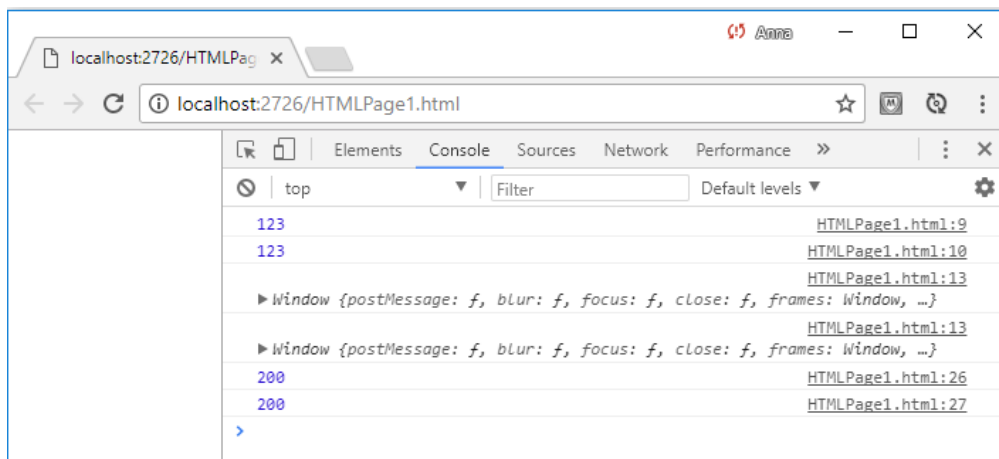 Anna
localhost:2726/HTMLPag
localhost:2726/HTMLPage1.html
Elements Console Sources Network Performance »
top Filter Default levels
123 HTMLPage1.html:9
123 HTMLPage1.html:10
HTMLPage1.html:13
Window {postMessage: ƒ, blur: ƒ, focus: ƒ, close: ƒ, frames: Window, …}
HTMLPage1.html:13
Window {postMessage: ƒ, blur: ƒ, focus: ƒ, close: ƒ, frames: Window, …}
200 HTMLPage1.html:26
200 HTMLPage1.html:27
>